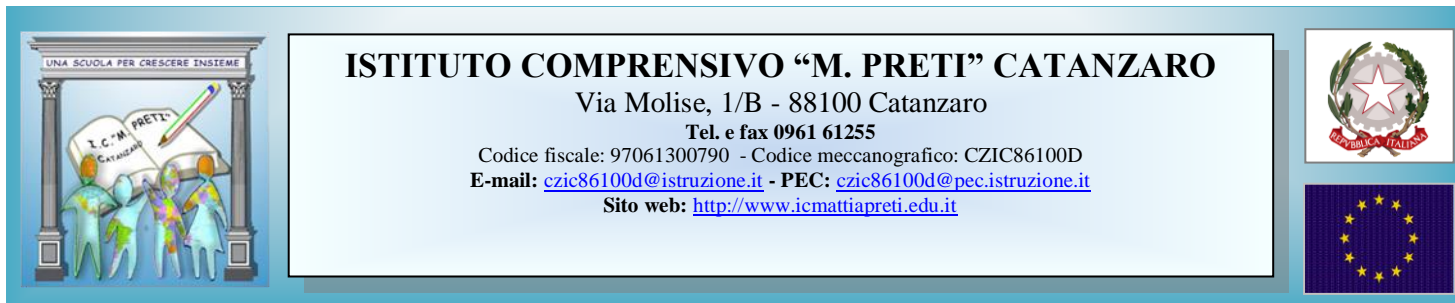 UNA SCUOLA PER CRESCERE INSIEME
I.C. "M. PRETI"
CATANZARO
ISTITUTO COMPRENSIVO “M. PRETI” CATANZARO
Via Molise, 1/B - 88100 Catanzaro
Tel. e fax 0961 61255
Codice fiscale: 97061300790 - Codice meccanografico: CZIC86100D
E-mail: czic86100d@istruzione.it - PEC: czic86100d@pec.istruzione.it
Sito web: http://www.icmattiapreti.edu.it
REPVBBLICA ITALIANA